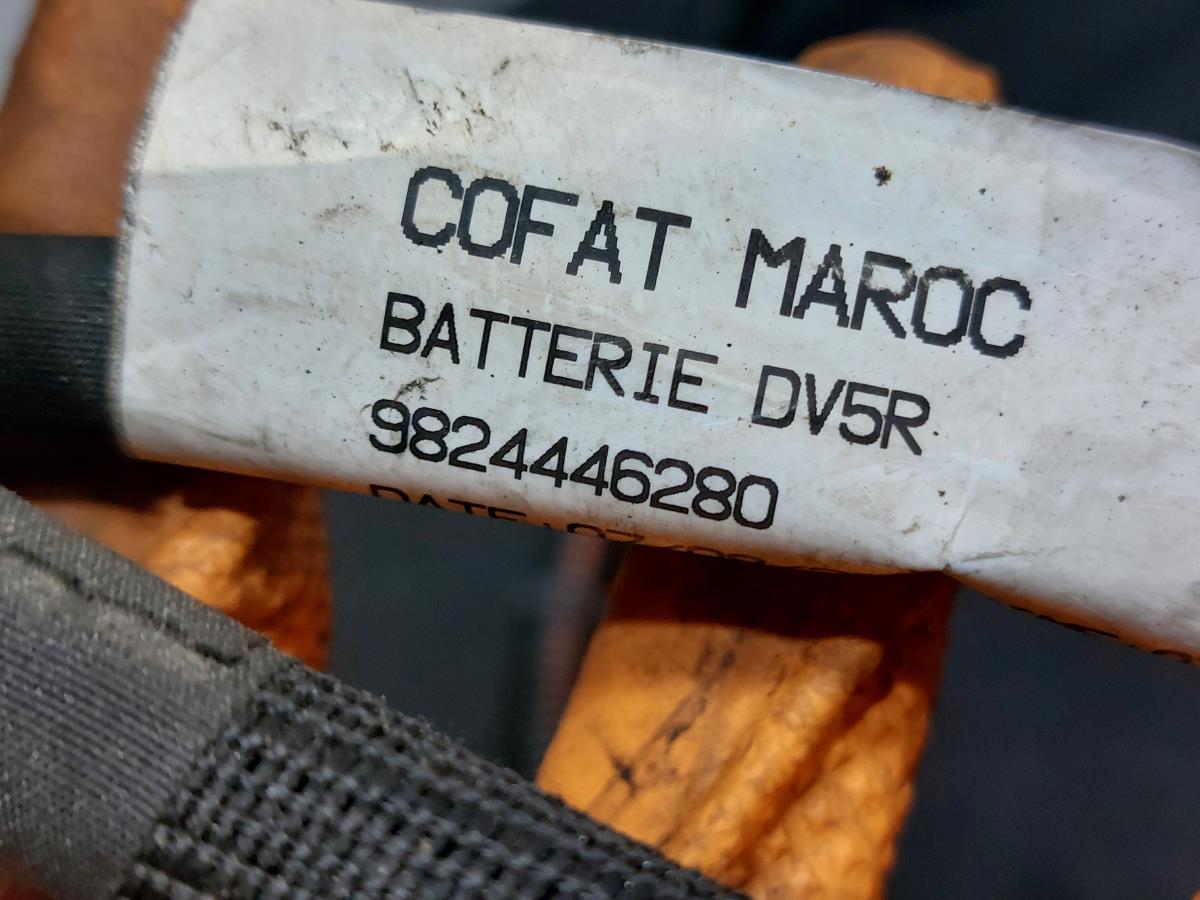 COFAT MAROC
BATTERIE DV5R
9824446280